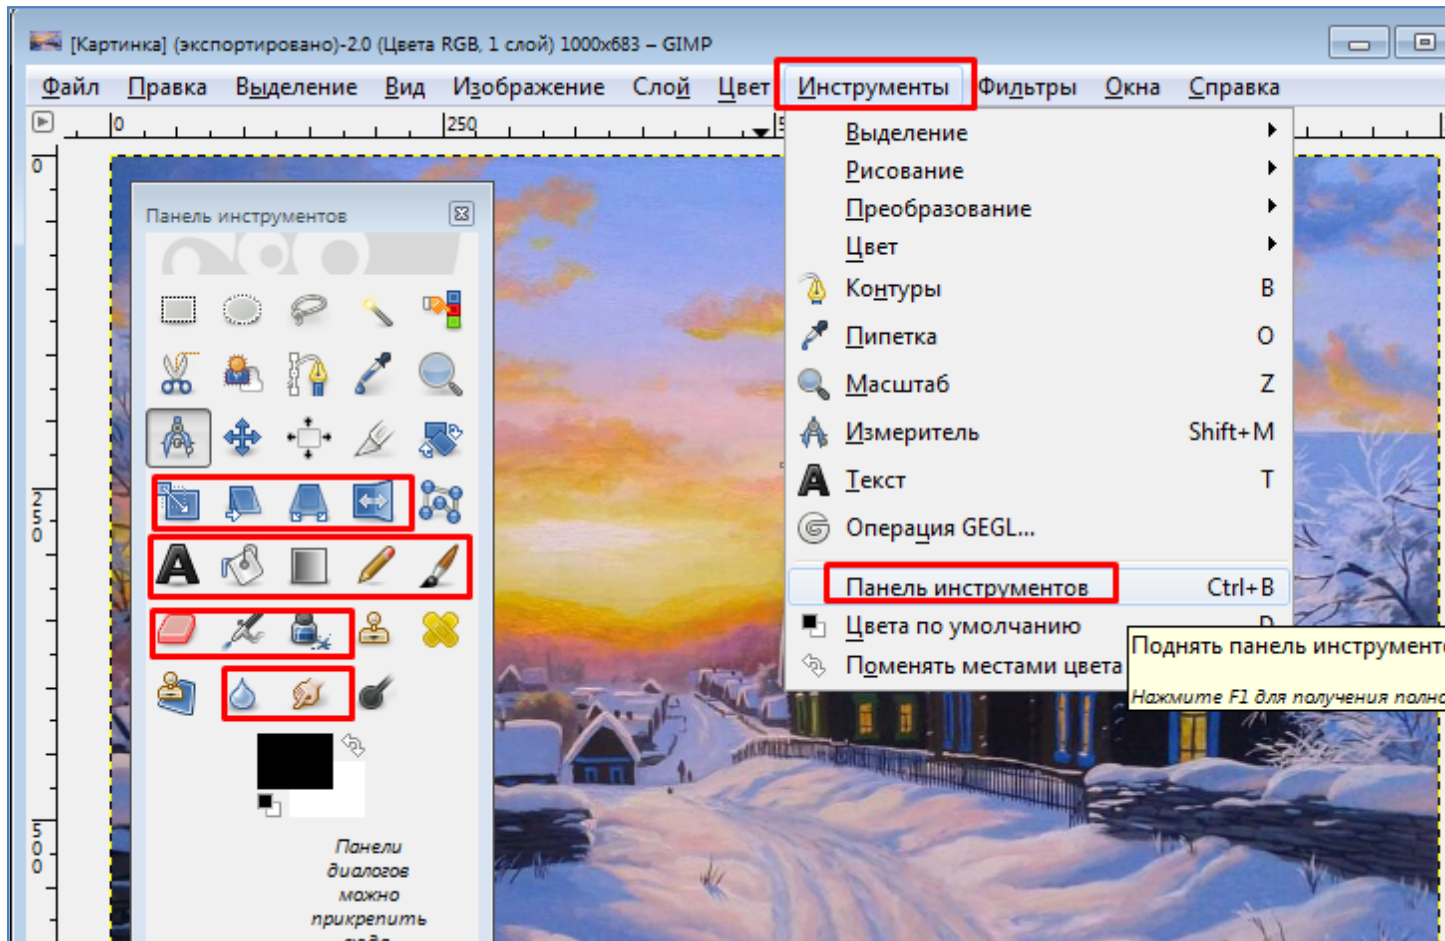 [Картинка] (экспортировано)-2.0 (Цвета RGB, 1 слой) 1000x683 – GIMP
Файл Правка Выделение Вид Изображение Слой Цвет Инструменты Фильтры Окна Справка
0 250
0
250
500
Панель инструментов
Выделение
Рисование
Преобразование
Цвет
Контуры B
Пипетка O
Масштаб Z
Измеритель Shift+M
Текст T
Операция GEGL...
Панель инструментов Ctrl+B
Цвета по умолчанию D
Поменять местами цвета
Поднять панель
Нажмите F1 для получения
Панели
диалогов
можно
прикрепить